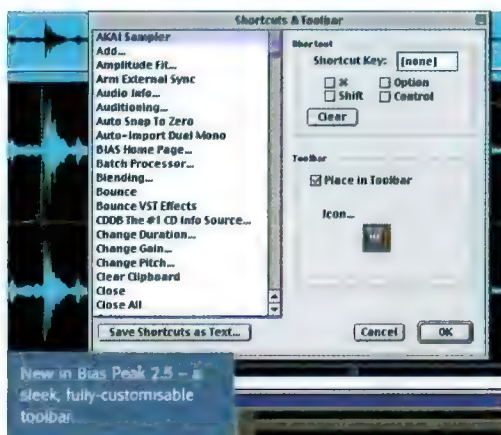 Shortcuts & Toolbar
AKAI Sampler
Add...
Amplitude Fit...
Arm External Sync
Audio Info...
Auditioning...
Auto Snap To Zero
Auto-Import Dual Mono
BIAS Home Page...
Batch Processor...
Blending...
Bounce
Bounce VST Effects
CDDB The #1 CD Info Source...
Change Duration...
Change Gain...
Change Pitch...
Clear Clipboard
Close
Close All
Save Shortcuts as Text...
Shortcut
Shortcut Key: [none]
⌘ Option
Shift Control
Clear
Toolbar
Place in Toolbar
Icon...
Cancel OK
New in Bias Peak 2.5 – a
sleek, fully-customisable
toolbar